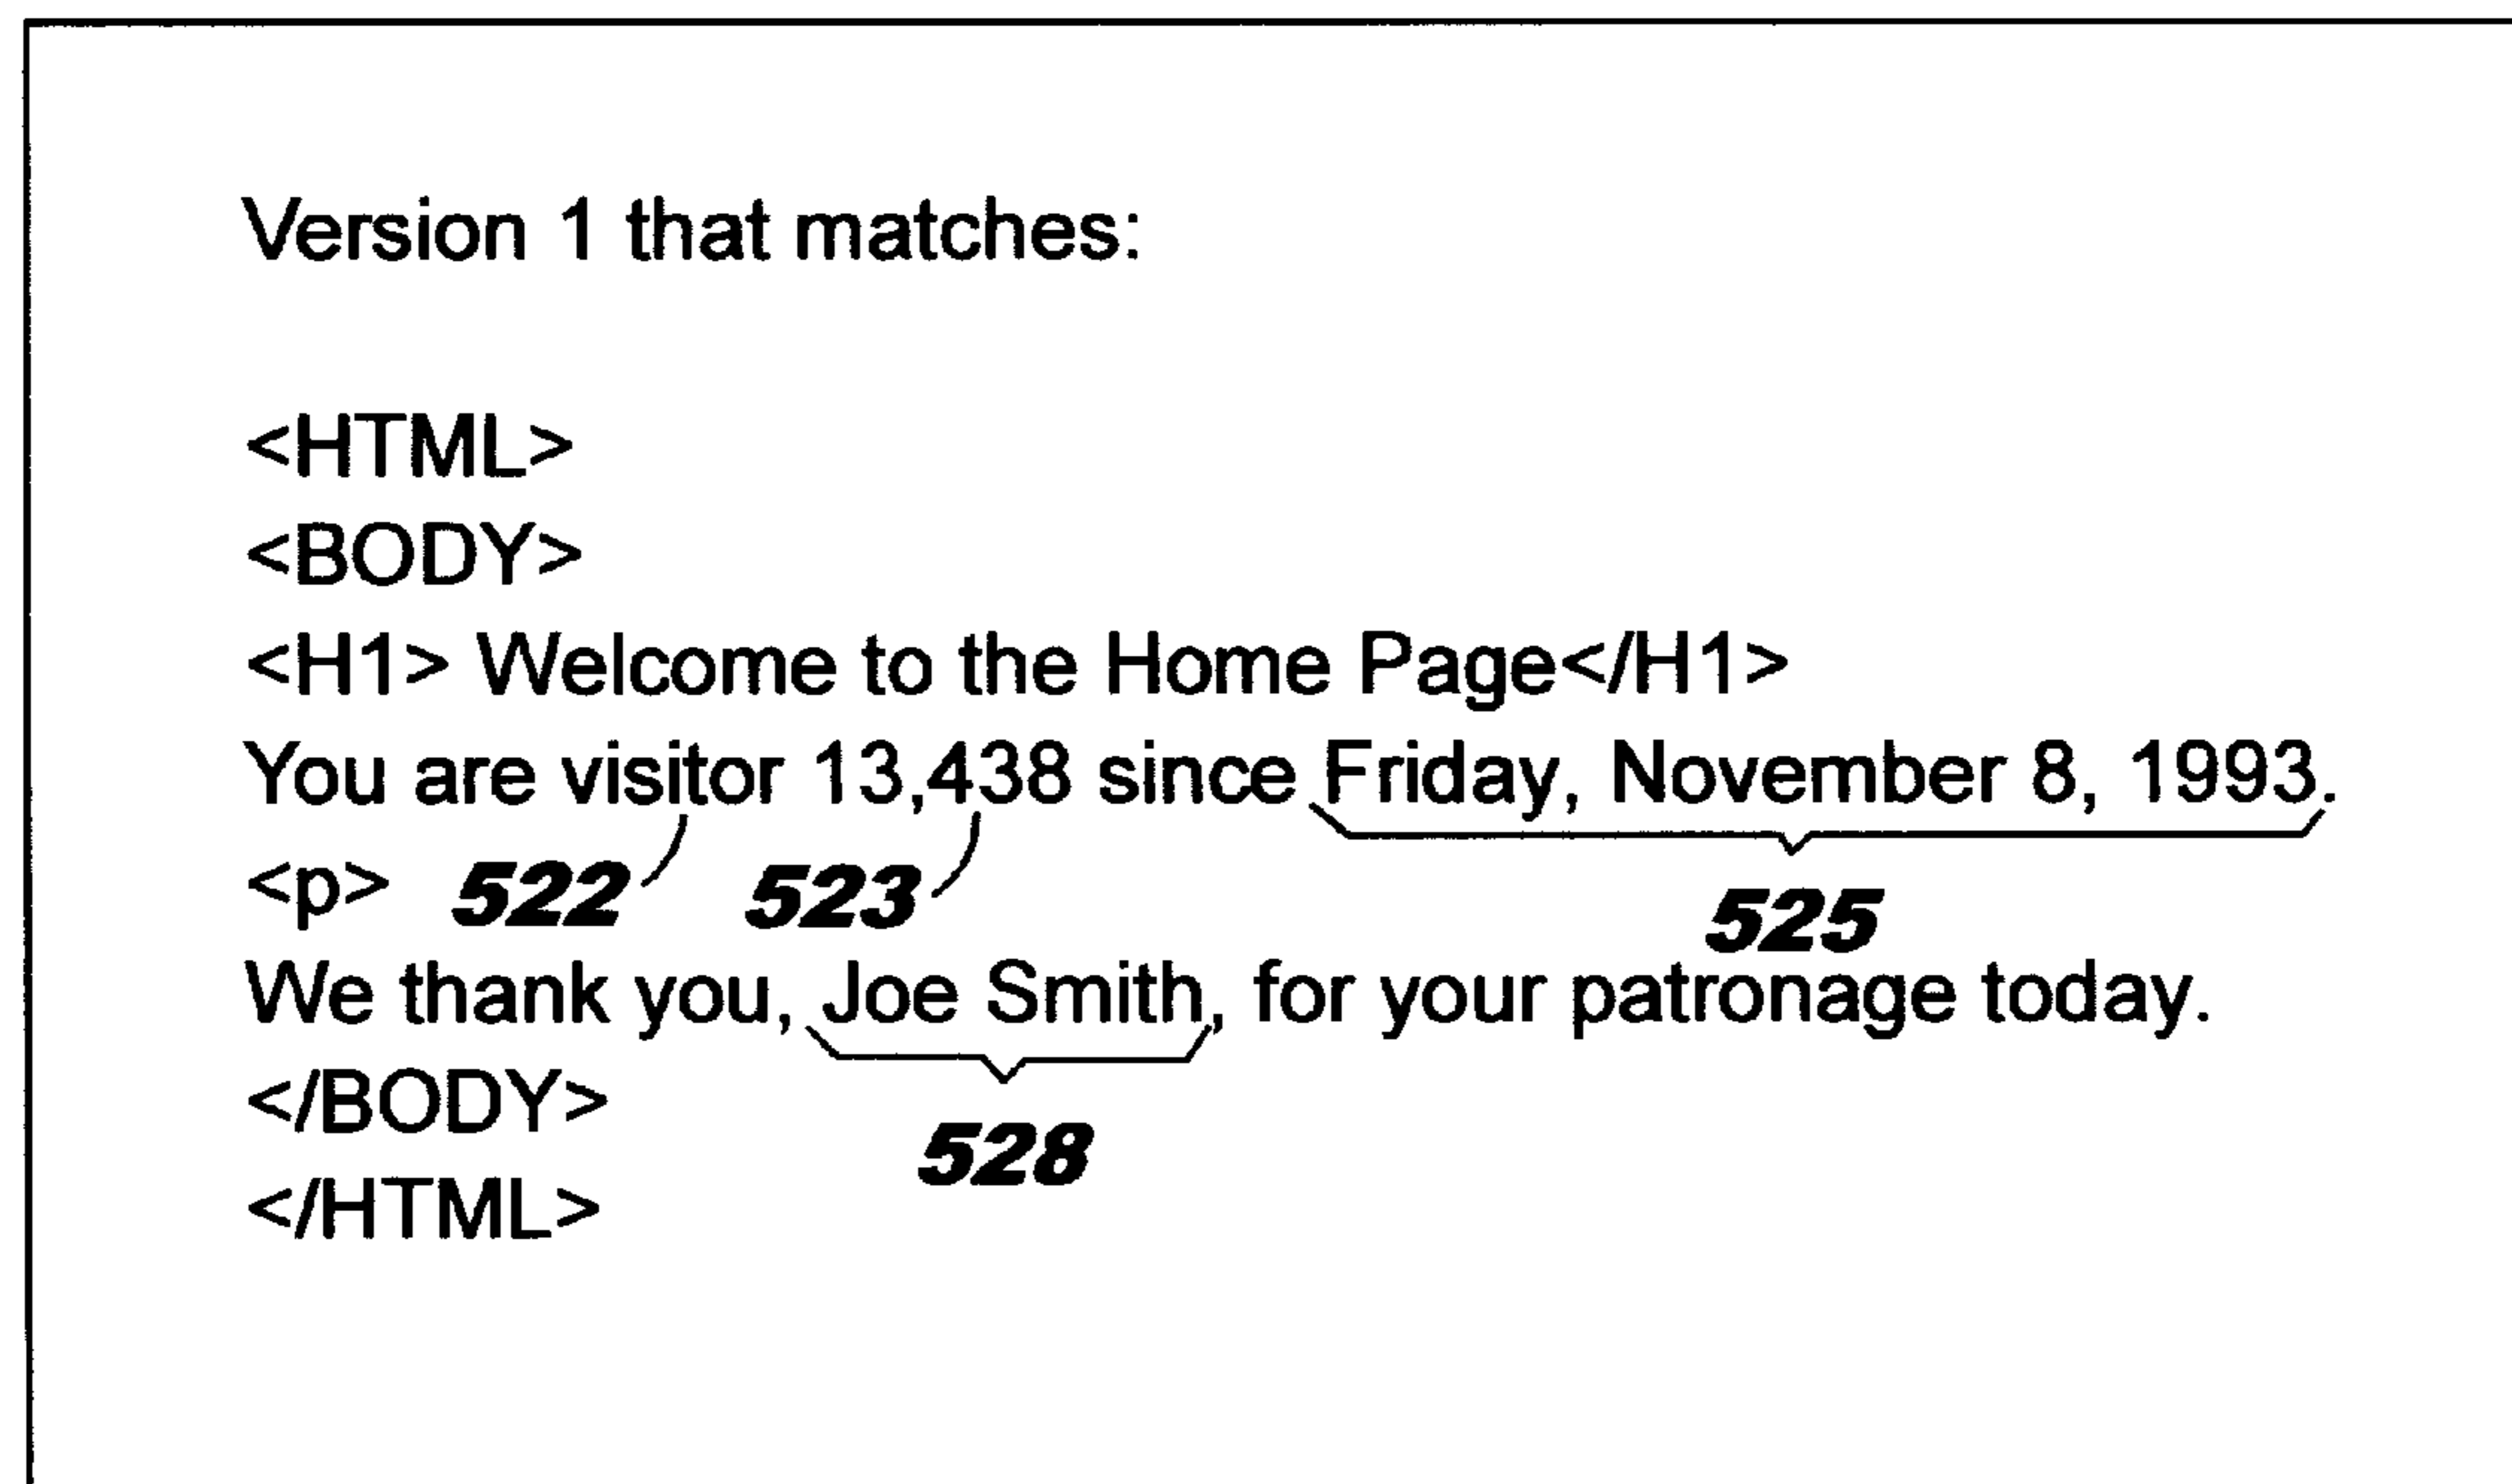 Version 1 that matches:
<HTML>
<BODY>
<H1> Welcome to the Home Page</H1>
You are visitor 13,438 since Friday, November 8, 1993.
<p> 522 523 525
We thank you, Joe Smith, for your patronage today.
</BODY>
528
</HTML>